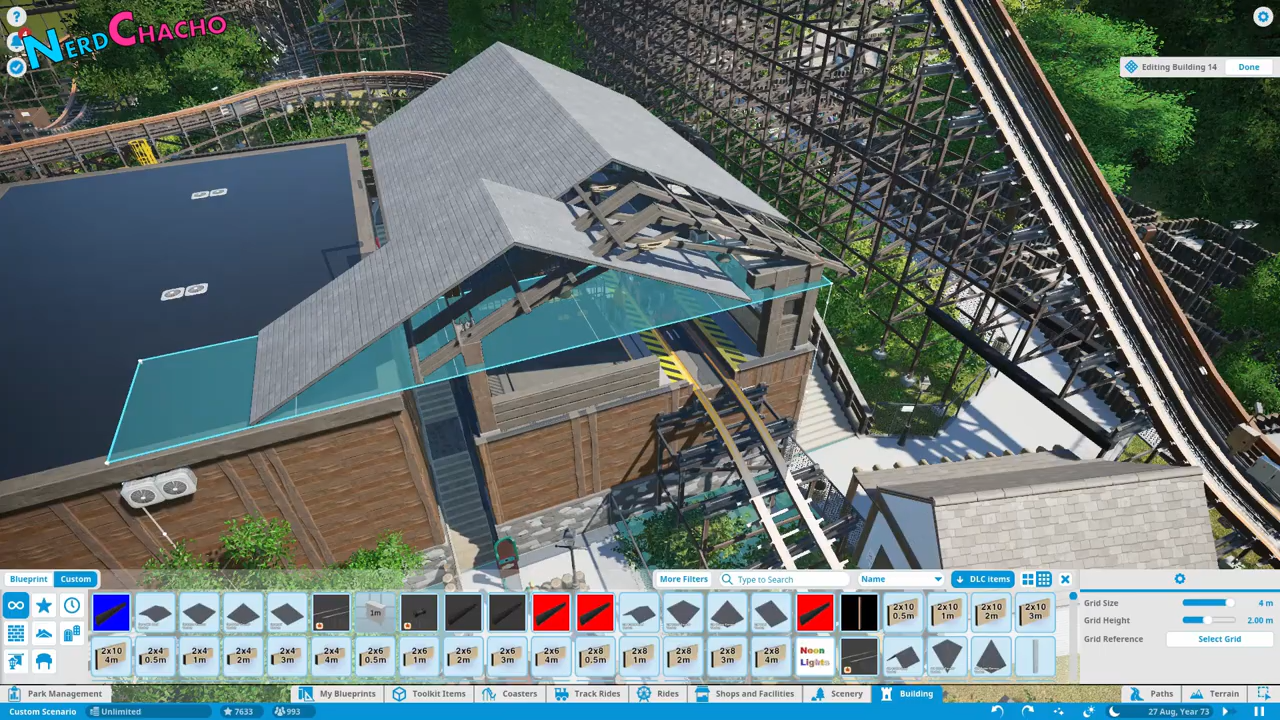 NERDCHACHO
Editing Building 14
Done
Blueprint
Custom
More Filters
Type to Search
Name
DLC items
1m
2x10 0.5m
2x10 1m
2x10 2m
2x10 3m
2x10 4m
2x4 0.5m
2x4 1m
2x4 2m
2x4 3m
2x4 4m
2x6 0.5m
2x6 1m
2x6 2m
2x6 3m
2x6 4m
2x8 0.5m
2x8 1m
2x8 2m
2x8 3m
2x8 4m
Neon Lights
Grid Size
4 m
Grid Height
2.00 m
Grid Reference
Select Grid
Park Management
My Blueprints
Toolkit Items
Coasters
Track Rides
Rides
Shops and Facilities
Scenery
Building
Paths
Terrain
Custom Scenario
Unlimited
7633
993
27 Aug, Year 73